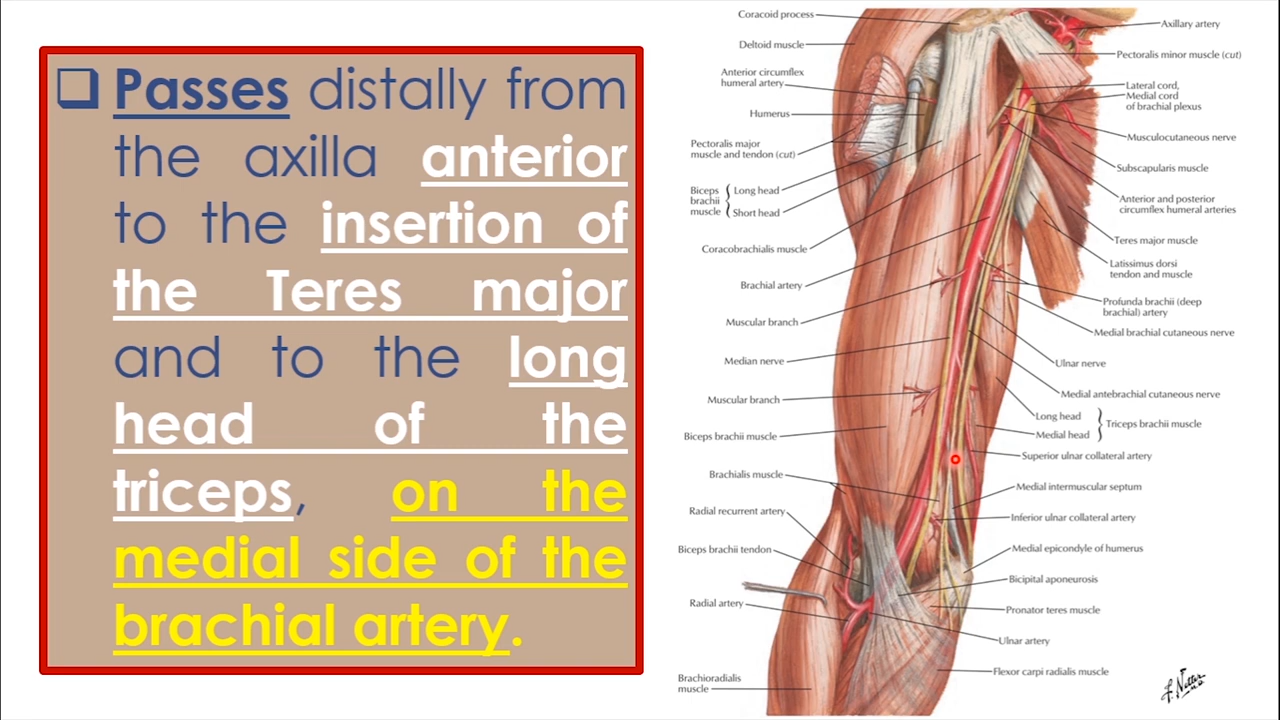 Passes distally from
the axilla anterior
to the insertion of
the Teres major
and to the long
head of the
triceps, on the
medial side of the
brachial artery.
Coracoid process
Deltoid muscle
Anterior circumflex
humeral artery
Humerus
Pectoralis major
muscle and tendon (cut)
Biceps
brachii
muscle
Long head
Short head
Coracobrachialis muscle
Brachial artery
Muscular branch
Median nerve
Muscular branch
Biceps brachii muscle
Brachialis muscle
Radial recurrent artery
Biceps brachii tendon
Radial artery
Brachioradialis
muscle
Axillary artery
Pectoralis minor muscle (cut)
Lateral cord,
Medial cord
of brachial plexus
Musculocutaneous nerve
Subscapularis muscle
Anterior and posterior
circumflex humeral arteries
Teres major muscle
Latissimus dorsi
tendon and muscle
Profunda brachii (deep
brachial) artery
Medial brachial cutaneous nerve
Ulnar nerve
Medial antebrachial cutaneous nerve
Long head
Medial head
Triceps brachii muscle
Superior ulnar collateral artery
Medial intermuscular septum
Inferior ulnar collateral artery
Medial epicondyle of humerus
Bicipital aponeurosis
Pronator teres muscle
Ulnar artery
Flexor carpi radialis muscle
F. Netter